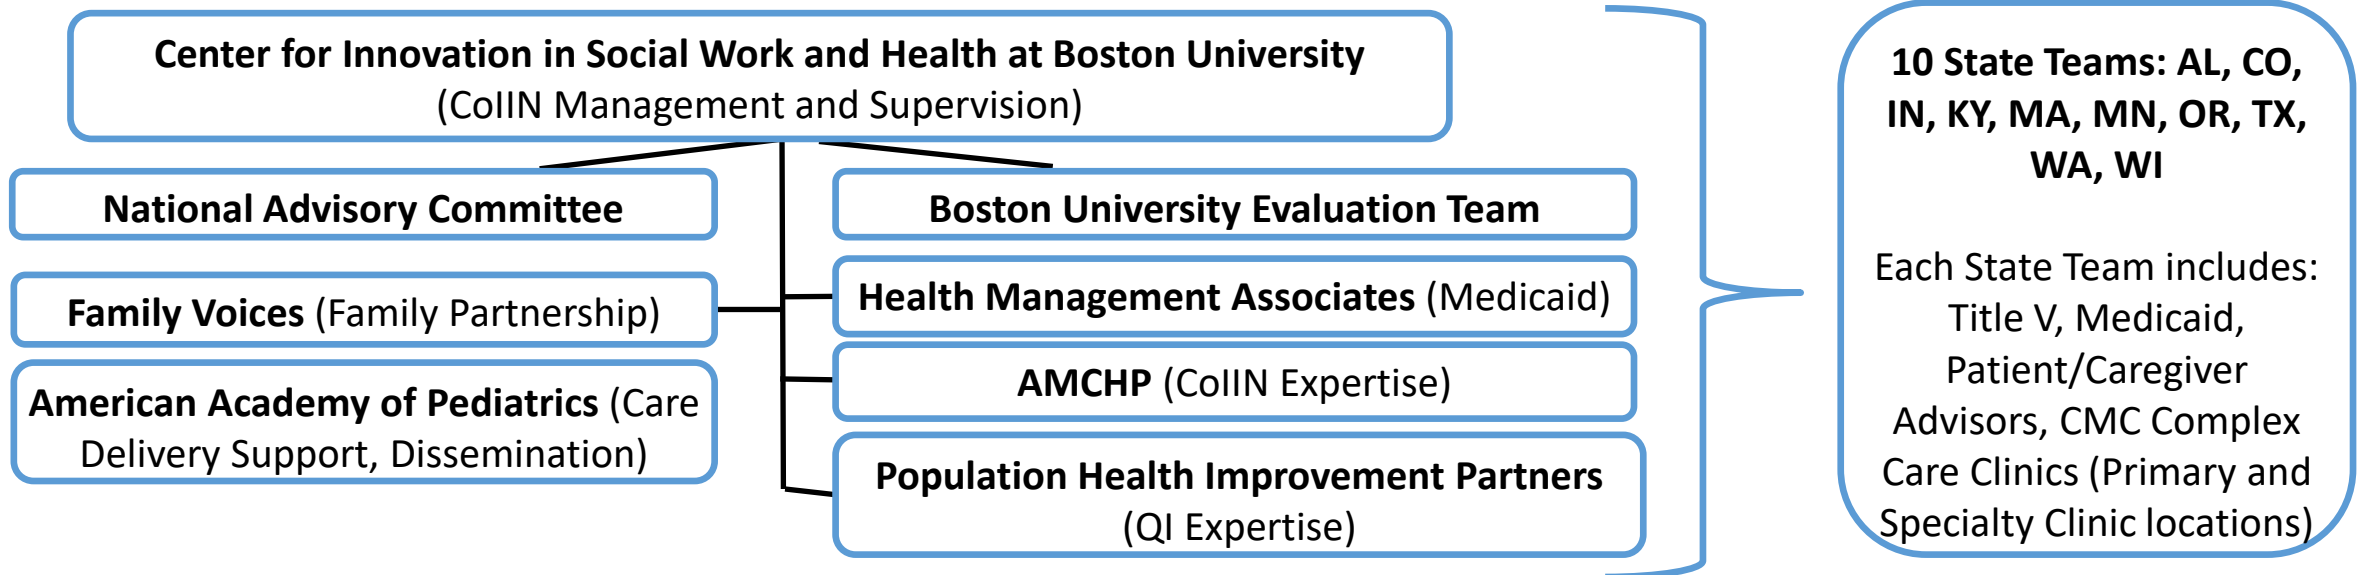 Center for Innovation in Social Work and Health at Boston University
(CoIIN Management and Supervision)
National Advisory Committee
Boston University Evaluation Team
Family Voices (Family Partnership)
Health Management Associates (Medicaid)
American Academy of Pediatrics (Care
Delivery Support, Dissemination)
AMCHP (CoIIN Expertise)
Population Health Improvement Partners
(QI Expertise)
10 State Teams: AL, CO,
IN, KY, MA, MN, OR, TX,
WA, WI
Each State Team includes:
Title V, Medicaid,
Patient/Caregiver
Advisors, CMC Complex
Care Clinics (Primary and
Specialty Clinic locations)